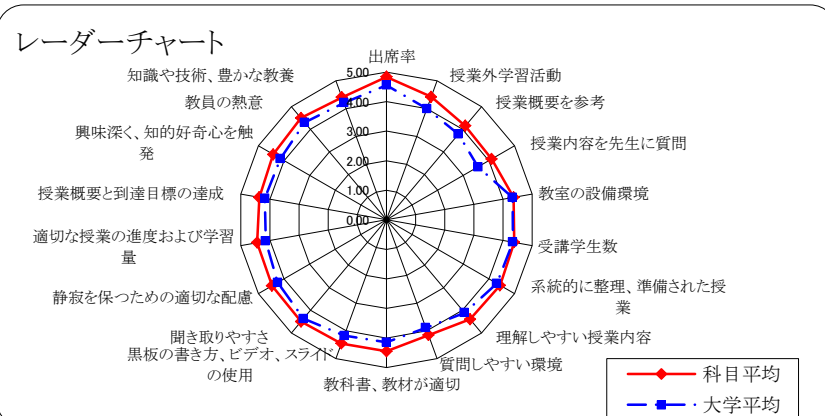 レーダーチャート
出席率
授業外学習活動
授業概要を参考
授業内容を先生に質問
教室の設備環境
受講学生数
系統的に整理、準備された授
業
理解しやすい授業内容
質問しやすい環境
教科書、教材が適切
黒板の書き方、ビデオ、スライド
の使用
聞き取りやすさ
静寂を保つための適切な配慮
適切な授業の進度および学習
量
授業概要と到達目標の達成
興味深く、知的好奇心を触
発
教員の熱意
知識や技術、豊かな教養
5.00
4.00
3.00
2.00
1.00
0.00
科目平均
大学平均